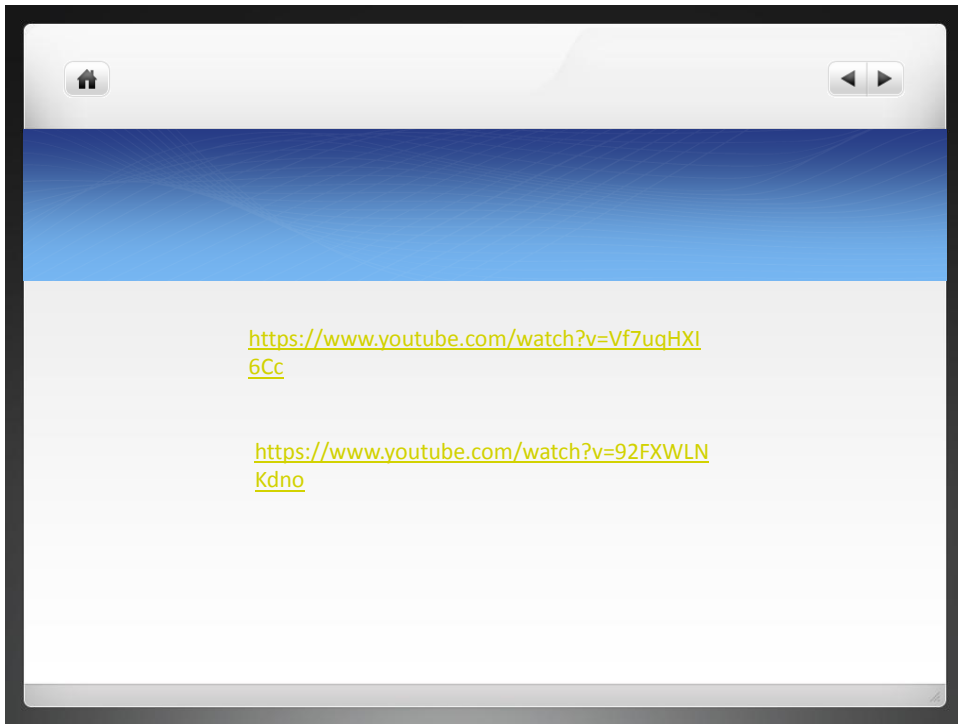 https://www.youtube.com/watch?v=Vf7uqHXI
6Cc
https://www.youtube.com/watch?v=92FXWLN
Kdno